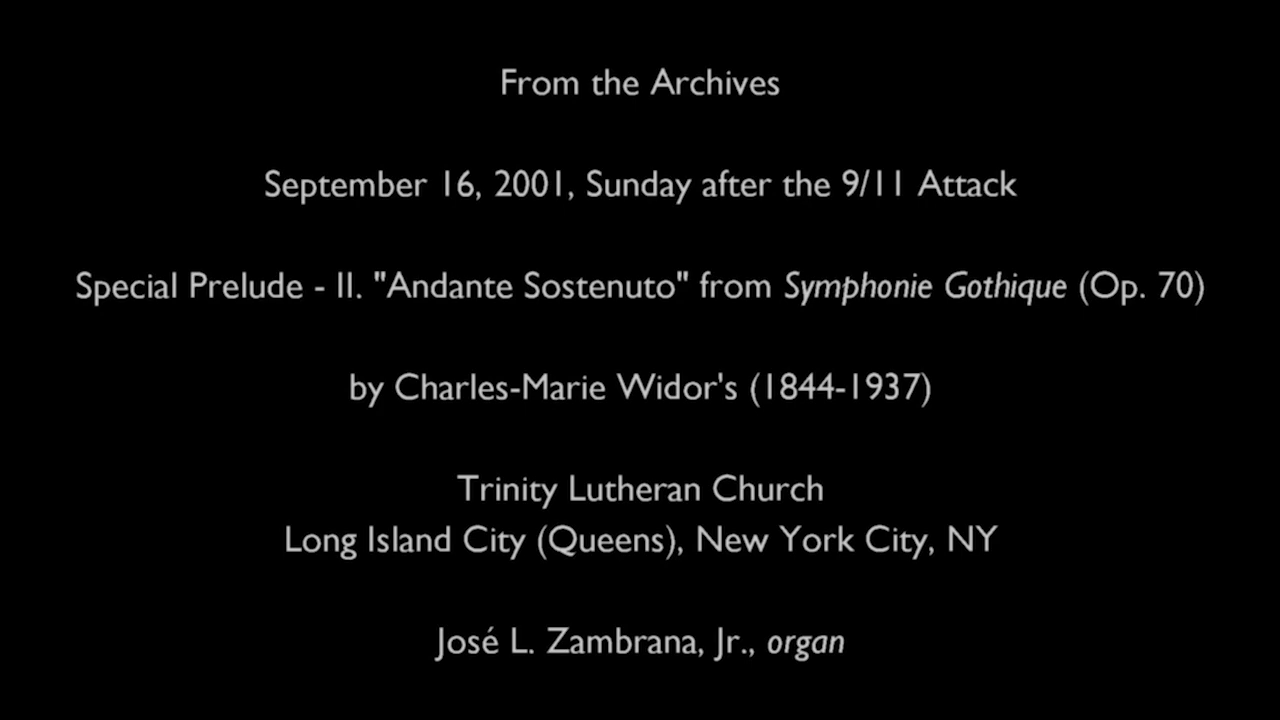 From the Archives
September 16, 2001, Sunday after the 9/11 Attack
Special Prelude - II. "Andante Sostenuto" from Symphonie Gothique (Op. 70)
by Charles-Marie Widor's (1844-1937)
Trinity Lutheran Church
Long Island City (Queens), New York City, NY
José L. Zambrana, Jr., organ